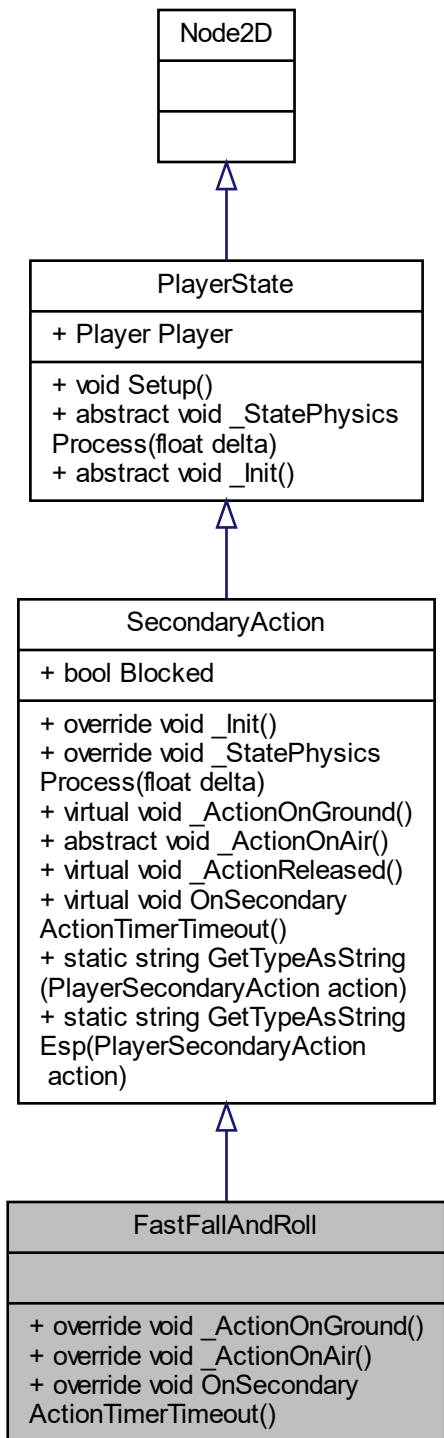 Node2D
PlayerState
+ Player Player
+ void Setup()
+ abstract void _StatePhysics
Process(float delta)
+ abstract void _Init()
SecondaryAction
+ bool Blocked
+ override void _Init()
+ override void _StatePhysics
Process(float delta)
+ virtual void _ActionOnGround()
+ abstract void _ActionOnAir()
+ virtual void _ActionReleased()
+ virtual void OnSecondary
ActionTimerTimeout()
+ static string GetTypeAsString
(PlayerSecondaryAction action)
+ static string GetTypeAsString
Esp(PlayerSecondaryAction
action)
FastFallAndRoll
+ override void _ActionOnGround()
+ override void _ActionOnAir()
+ override void OnSecondary
ActionTimerTimeout()